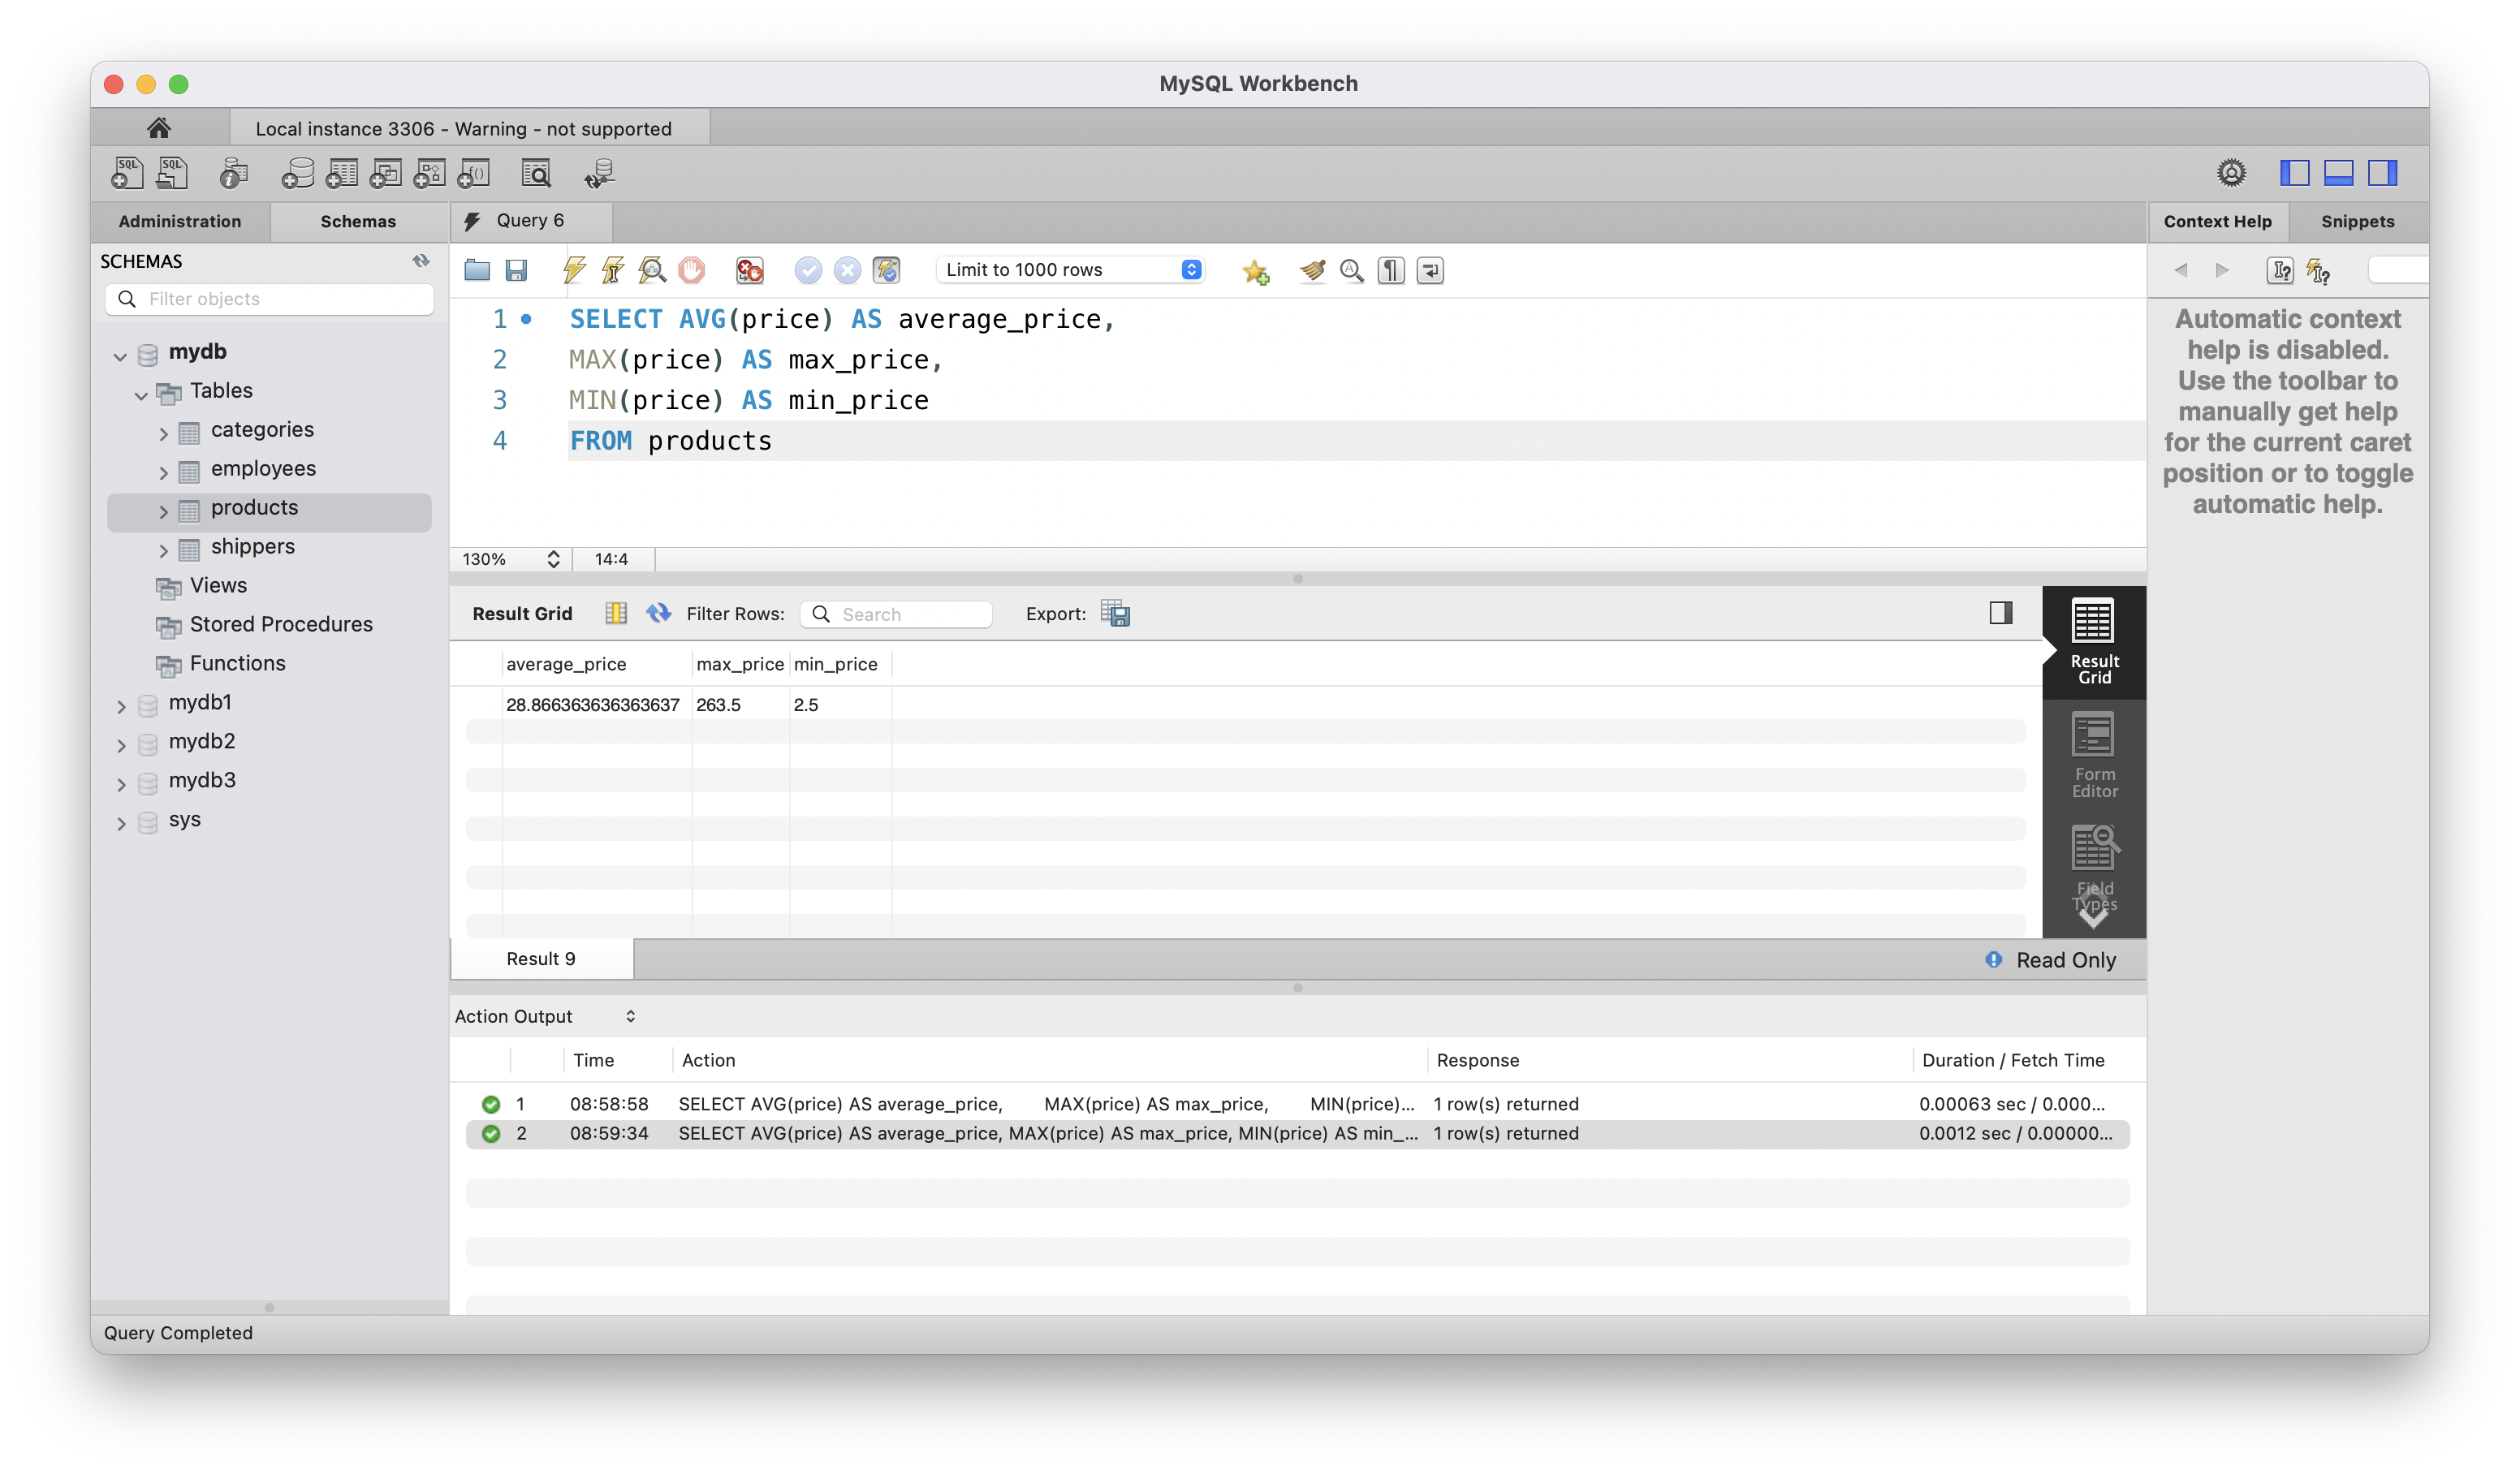 MySQL Workbench
Local instance 3306 - Warning - not supported
SQL SQL
Administration Schemas
Query 6
Context Help Snippets
SCHEMAS
Limit to 1000 rows
Filter objects
mydb
Tables
categories
employees
products
shippers
Views
Stored Procedures
Functions
mydb1
mydb2
mydb3
sys
1 SELECT AVG(price) AS average_price,
2 MAX(price) AS max_price,
3 MIN(price) AS min_price
4 FROM products
Automatic context
help is disabled.
Use the toolbar to
manually get help
for the current caret
position or to toggle
automatic help.
130% 14:4
Result Grid Filter Rows: Search Export:
average_price max_price min_price
28.866363636363637 263.5 2.5
Result
Grid
Form
Editor
Field
Types
Result 9 Read Only
Action Output
Time Action Response Duration / Fetch Time
1 08:58:58 SELECT AVG(price) AS average_price, MAX(price) AS max_price, MIN(price)... 1 row(s) returned 0.00063 sec / 0.000...
2 08:59:34 SELECT AVG(price) AS average_price, MAX(price) AS max_price, MIN(price) AS min_... 1 row(s) returned 0.0012 sec / 0.00000...
Query Completed